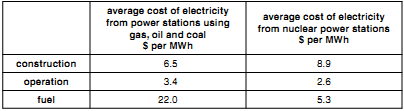 average cost of electricity
from power stations using
gas, oil and coal
$ per MWh
average cost of electricity
from nuclear power stations
$ per MWh
construction 6.5 8.9
operation 3.4 2.6
fuel 22.0 5.3